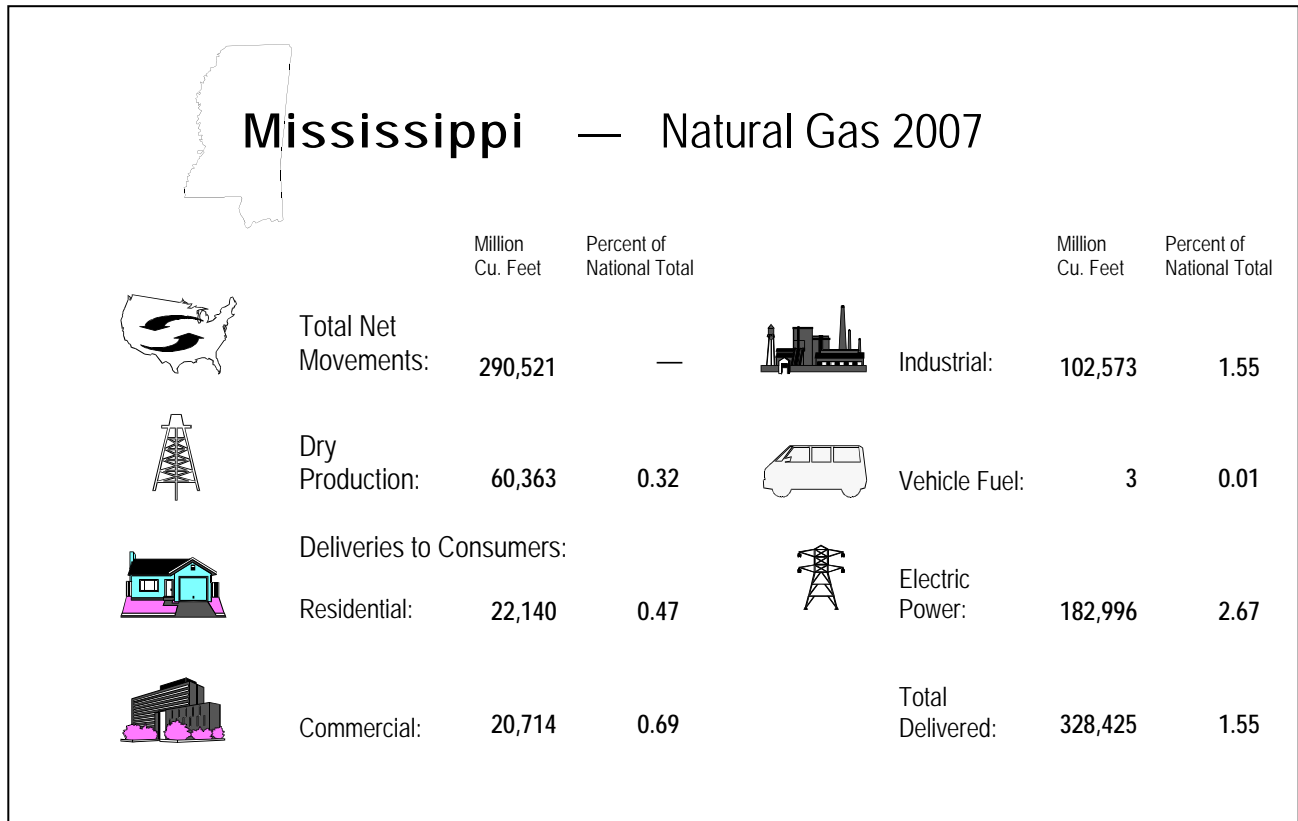 Mississippi — Natural Gas 2007
Million Cu. Feet
Percent of National Total
Total Net
Movements: 290,521 —
Dry
Production: 60,363 0.32
Deliveries to Consumers:
Residential: 22,140 0.47
Commercial: 20,714 0.69
Million Cu. Feet
Percent of National Total
Industrial: 102,573 1.55
Vehicle Fuel: 3 0.01
Electric
Power: 182,996 2.67
Total
Delivered: 328,425 1.55